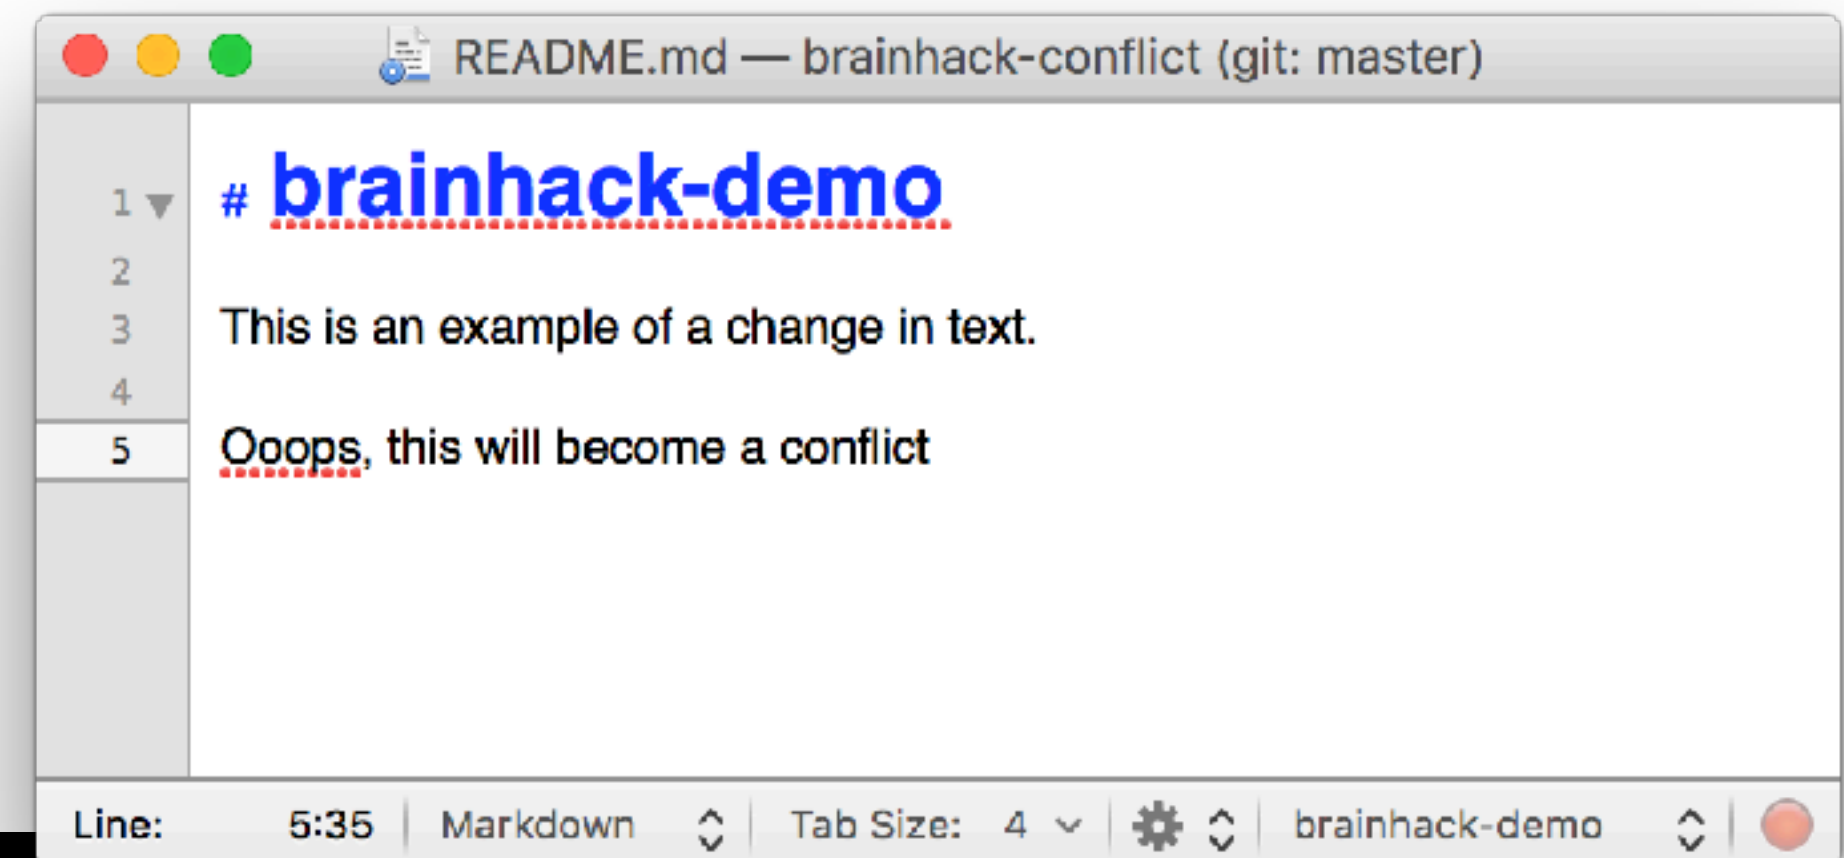 README.md — brainhack-conflict (git: master)
1 # brainhack-demo
2
3 This is an example of a change in text.
4
5 Ooops, this will become a conflict
Line: 5:35 Markdown Tab Size: 4 brainhack-demo